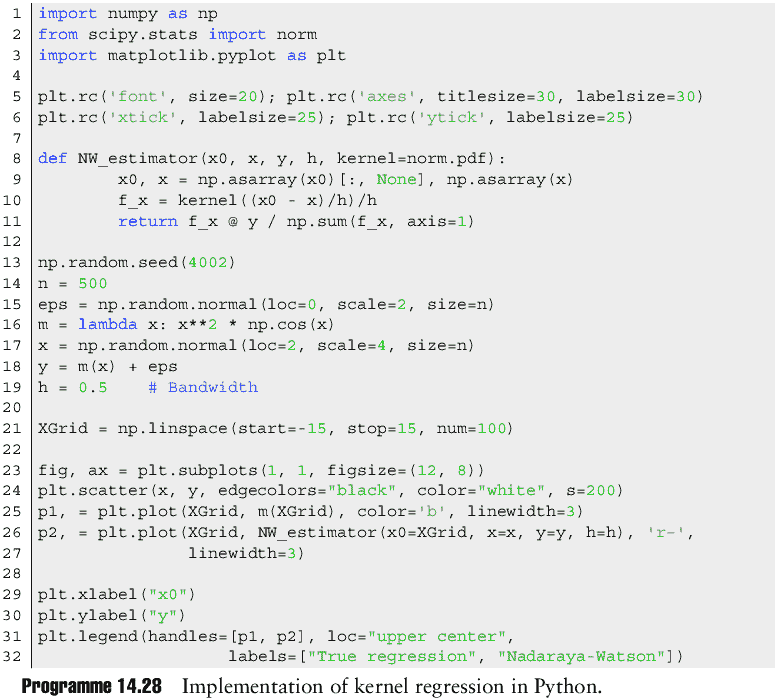 1 import numpy as np
2 from scipy.stats import norm
3 import matplotlib.pyplot as plt
4
5 plt.rc('font', size=20); plt.rc('axes', titlesize=30, labelsize=30)
6 plt.rc('xtick', labelsize=25); plt.rc('ytick', labelsize=25)
7
8 def NW_estimator(x0, x, y, h, kernel=norm.pdf):
9         x0, x = np.asarray(x0)[:, None], np.asarray(x)
10         f_x = kernel((x0 - x)/h)/h
11         return f_x @ y / np.sum(f_x, axis=1)
12
13 np.random.seed(4002)
14 n = 500
15 eps = np.random.normal(loc=0, scale=2, size=n)
16 m = lambda x: x**2 * np.cos(x)
17 x = np.random.normal(loc=2, scale=4, size=n)
18 y = m(x) + eps
19 h = 0.5    # Bandwidth
20
21 XGrid = np.linspace(start=-15, stop=15, num=100)
22
23 fig, ax = plt.subplots(1, 1, figsize=(12, 8))
24 plt.scatter(x, y, edgecolors="black", color="white", s=200)
25 p1, = plt.plot(XGrid, m(XGrid), color='b', linewidth=3)
26 p2, = plt.plot(XGrid, NW_estimator(x0=XGrid, x=x, y=y, h=h), 'r-',
27                linewidth=3)
28
29 plt.xlabel("x0")
30 plt.ylabel("y")
31 plt.legend(handles=[p1, p2], loc="upper center",
32                    labels=["True regression", "Nadaraya-Watson"])
Programme 14.28 Implementation of kernel regression in Python.